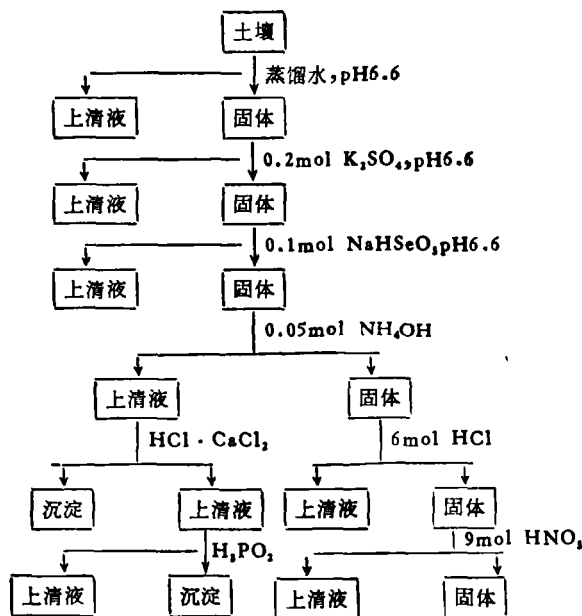 土壤
蒸馏水,pH6.6
上清液 固体
0.2mol K₂SO₄,pH6.6
上清液 固体
0.1mol NaHSeO₃pH6.6
上清液 固体
0.05mol NH₄OH
上清液 固体
HCl·CaCl₂ 6mol HCl
沉淀 上清液 上清液 固体
H₃PO₂ 9mol HNO₃
上清液 沉淀 上清液 固体